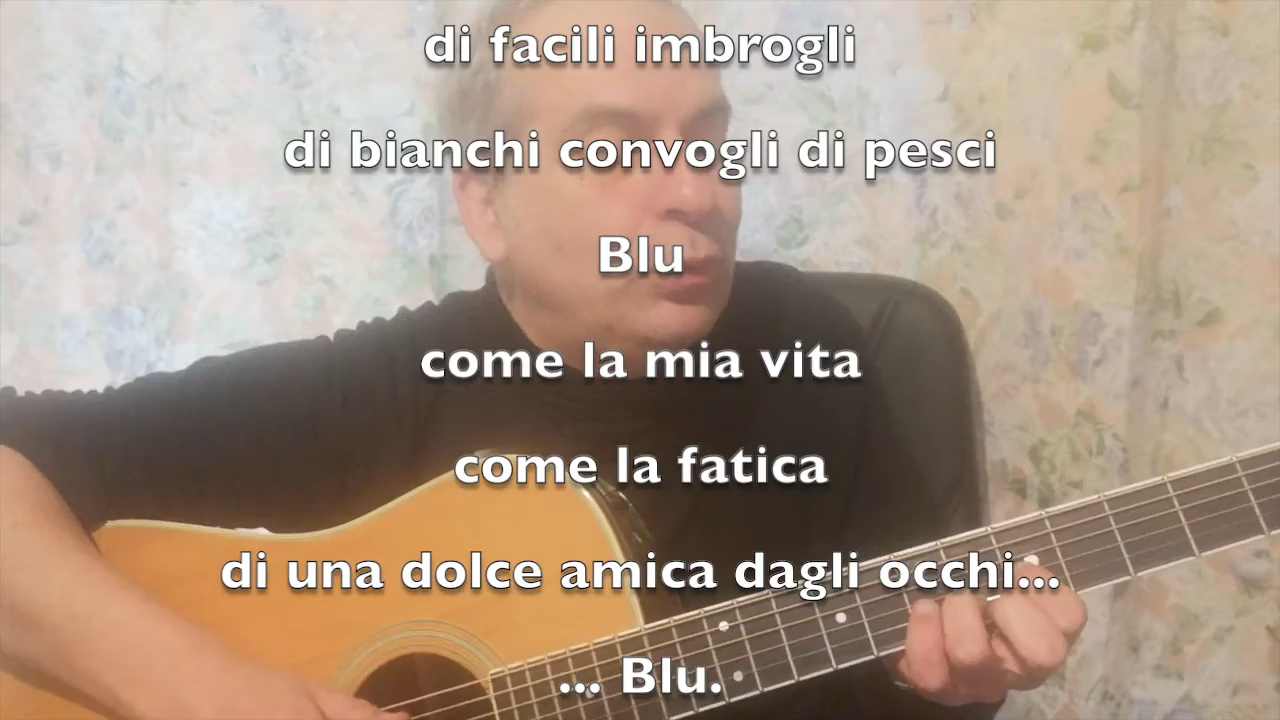 di facili imbrogli
di bianchi convogli di pesci
Blu
come la mia vita
come la fatica
di una dolce amica dagli occhi...
... Blu.